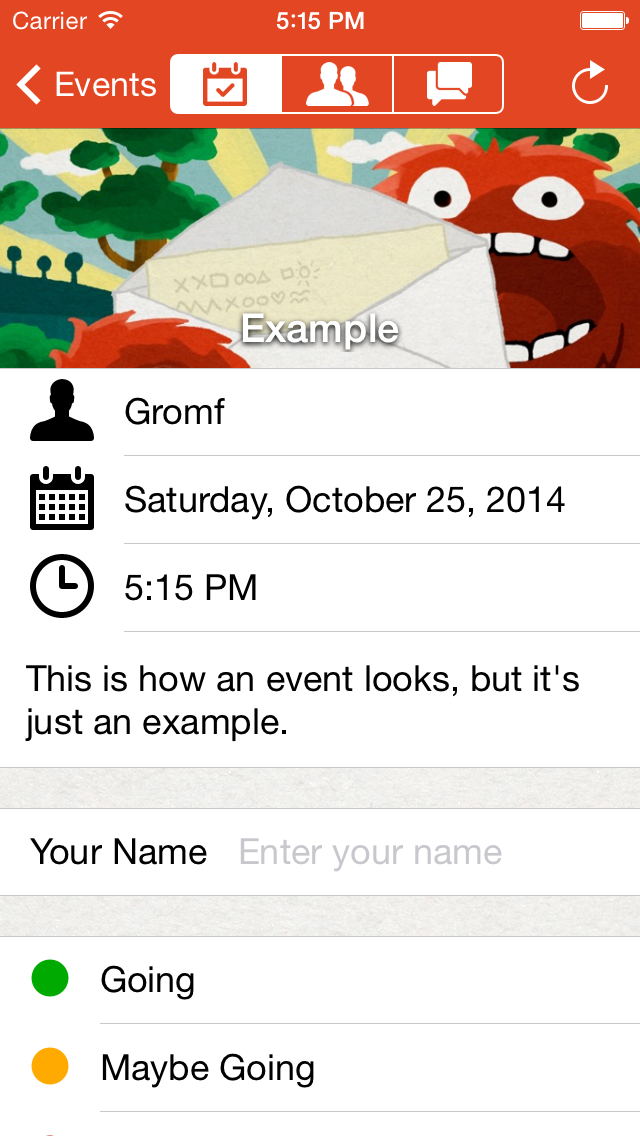 Carrier 5:15 PM
Events
Example
Gromf
Saturday, October 25, 2014
5:15 PM
This is how an event looks, but it's
just an example.
Your Name Enter your name
Going
Maybe Going